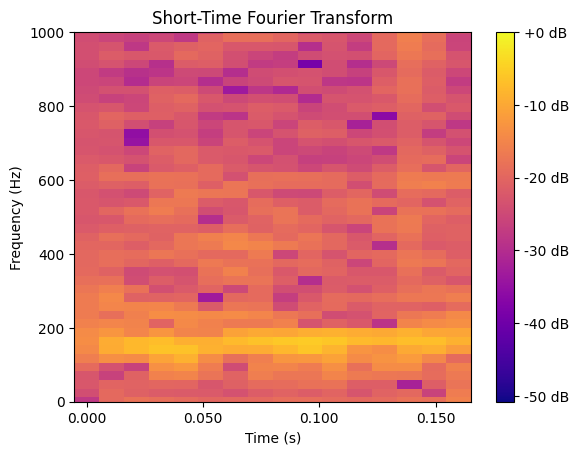 Short-Time Fourier Transform
1000
800
600
400
200
0
Frequency (Hz)
0.000
0.050
0.100
0.150
Time (s)
+0 dB
-10 dB
-20 dB
-30 dB
-40 dB
-50 dB